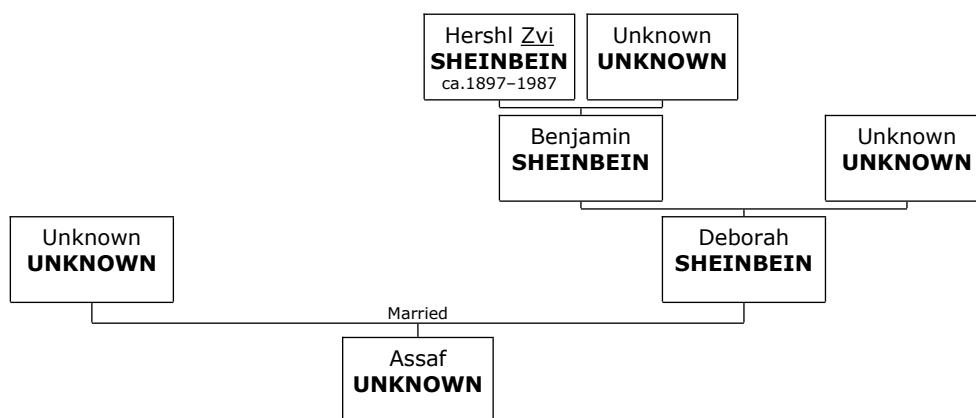 Hershl Zvi
SHEINBEIN
ca.1897–1987
Unknown
UNKNOWN
Benjamin
SHEINBEIN
Unknown
UNKNOWN
Unknown
UNKNOWN
Deborah
SHEINBEIN
Married
Assaf
UNKNOWN